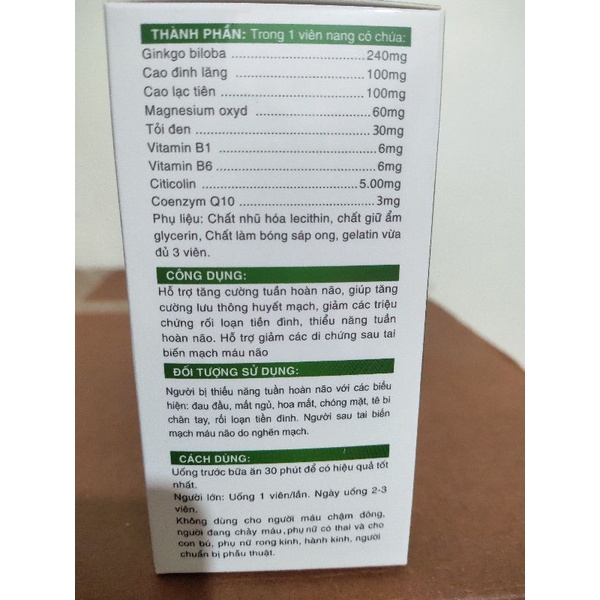 THÀNH PHẦN: Trong 1 viên nang có chứa:
Ginkgo biloba ........ 240mg
Cao đinh lăng ........ 100mg
Cao lạc tiên ........ 100mg
Magnesium oxyd ........ 60mg
Tỏi đen ........ 30mg
Vitamin B1 ........ 6mg
Vitamin B6 ........ 6mg
Citicolin ........ 5.00mg
Coenzym Q10 ........ 3mg
Phụ liệu: Chất nhũ hóa lecithin, chất giữ ẩm
glycerin, Chất làm bóng sáp ong, gelatin vừa
đủ 3 viên.
CÔNG DỤNG:
Hỗ trợ tăng cường tuần hoàn não, giúp tăng
cường lưu thông huyết mạch, giảm các triệu
chứng rối loạn tiền đình, thiểu năng tuần
hoàn não. Hỗ trợ giảm các di chứng sau tai
biến mạch máu não
ĐỐI TƯỢNG SỬ DỤNG:
Người bị thiểu năng tuần hoàn não với các biểu
hiện: đau đầu, mất ngủ, hoa mắt, chóng mặt, tê bì
chân tay, rối loạn tiền đình. Người sau tai biến
mạch máu não do nghẽn mạch.
CÁCH DÙNG:
Uống trước bữa ăn 30 phút để có hiệu quả tốt
nhất.
Người lớn: Uống 1 viên/lần. Ngày uống 2-3
viên.
Không dùng cho người máu chậm đông,
người đang chảy máu, phụ nữ có thai và cho
con bú, phụ nữ rong kinh, hành kinh, người
chuẩn bị phẫu thuật.